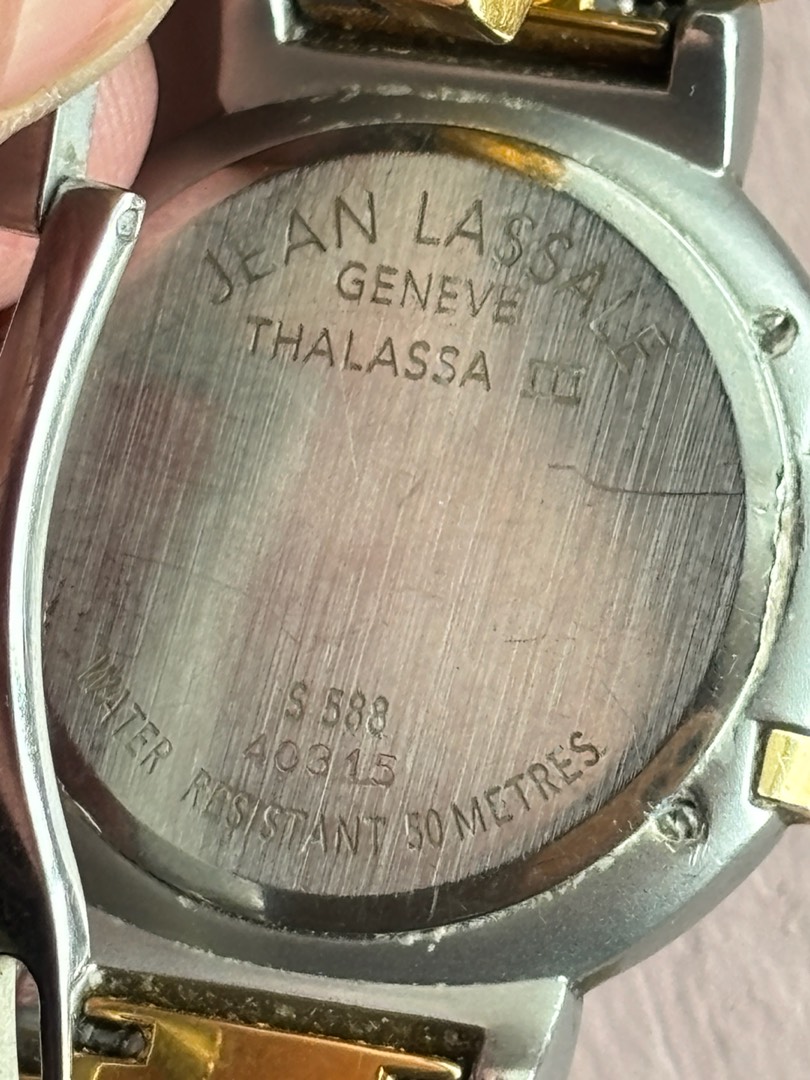 JEAN LASSALE
GENEVE
THALASSA III
S 588
40315
WATER RESISTANT 50 METRES